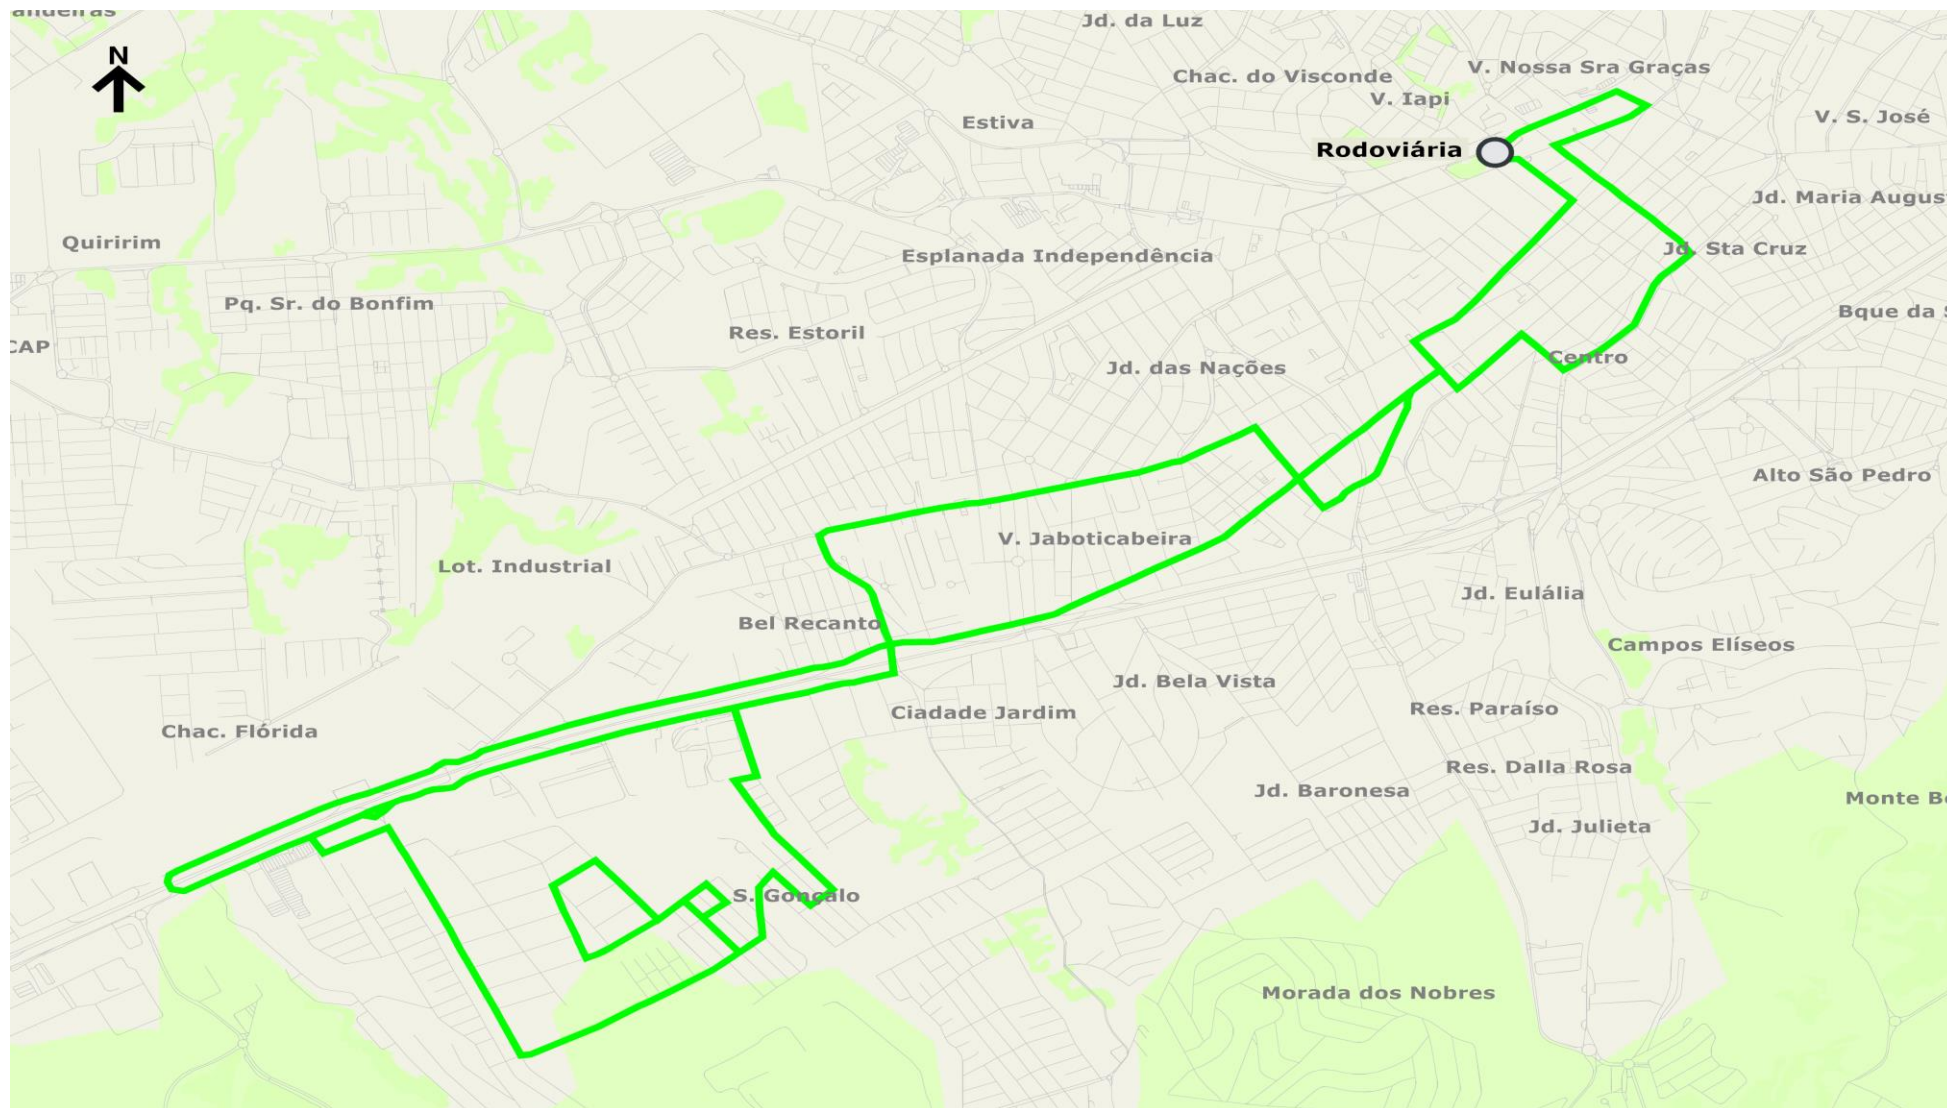 Jd. da Luz
N
V. Nossa Sra Graças
Chac. do Visconde
V. Iapi
V. S. José
Estiva
Rodoviária
Jd. Maria Augus
Quiririm
Jd. Sta Cruz
Esplanada Independência
Pq. Sr. do Bonfim
Bque da
Res. Estoril
CAP
Centro
Jd. das Nações
Alto São Pedro
V. Jaboticabeira
Lot. Industrial
Jd. Eulália
Bel Recanto
Campos Elíseos
Jd. Bela Vista
Res. Paraíso
Ciadade Jardim
Chac. Flórida
Res. Dalla Rosa
Jd. Baronesa
Monte B
Jd. Julieta
S. Gonçalo
Morada dos Nobres